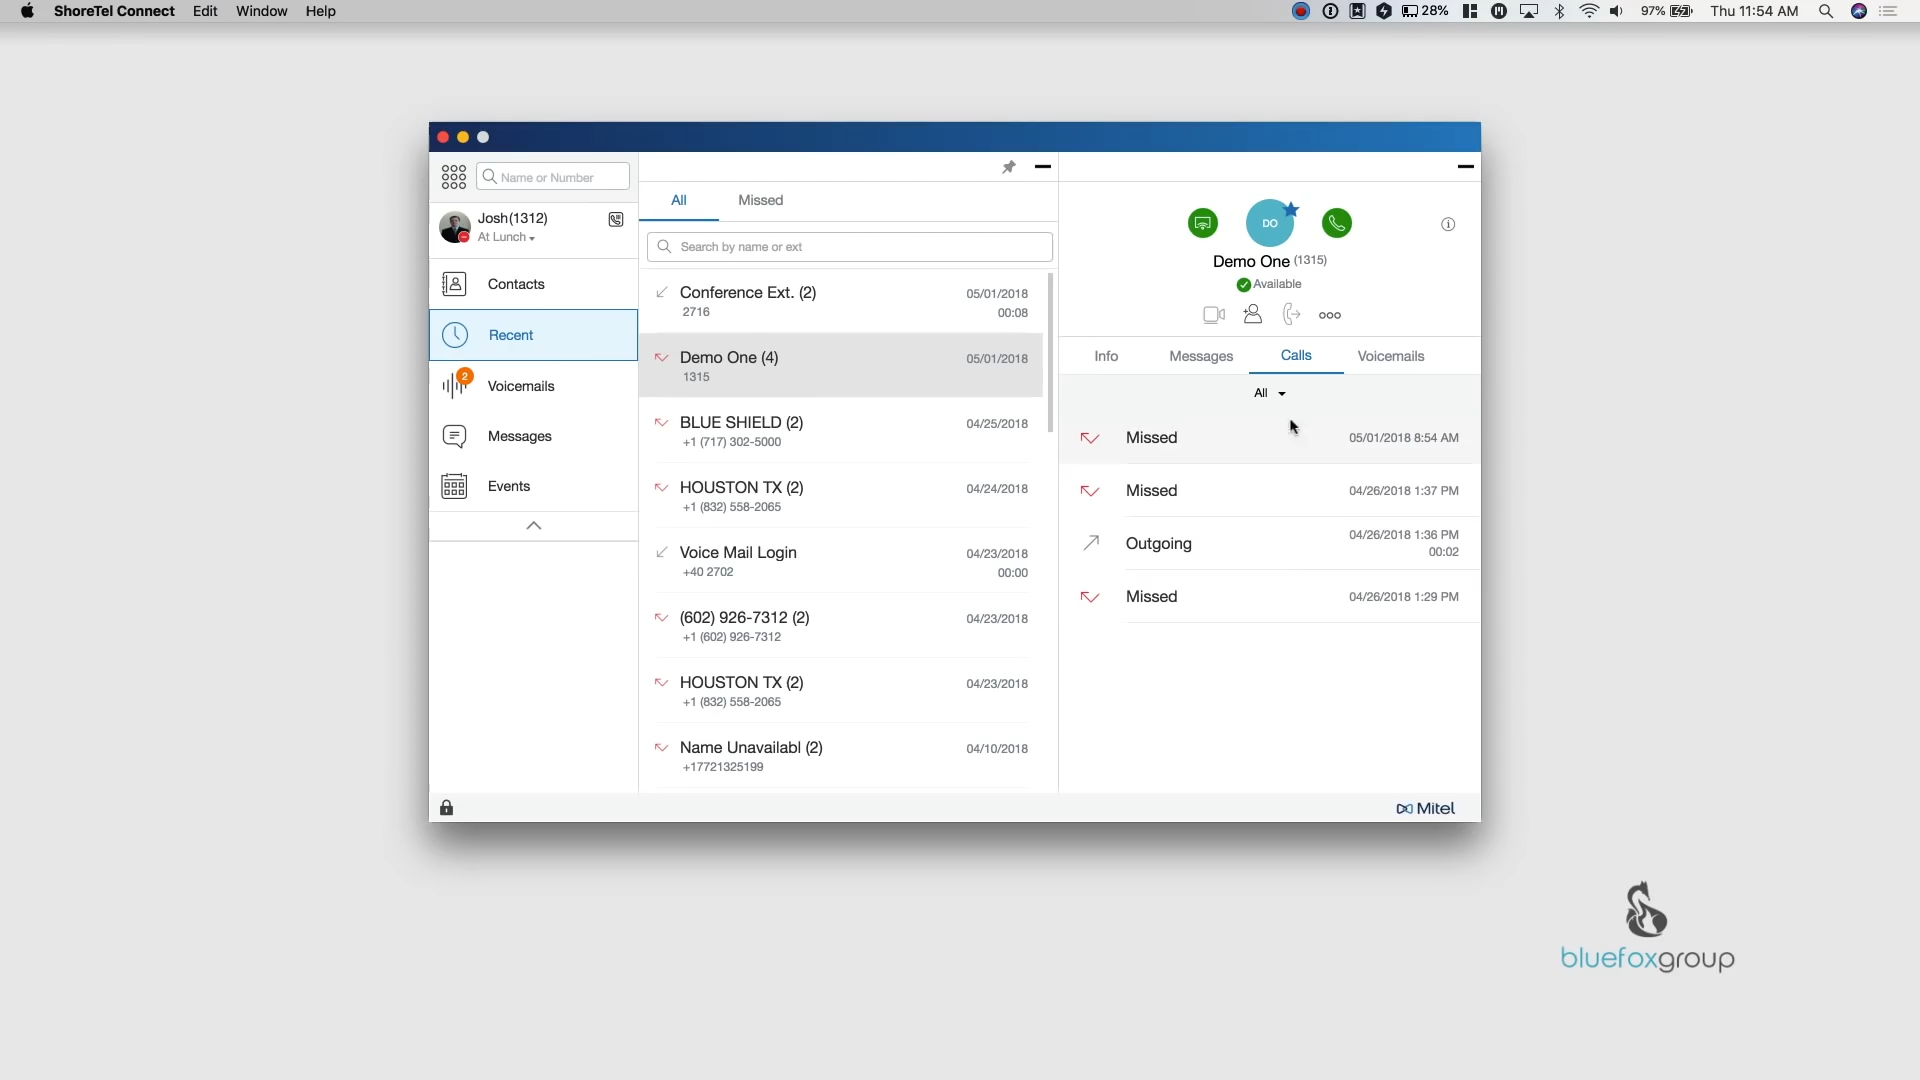 ShoreTel Connect Edit Window Help 28% 97% Thu 11:54 AM
Name or Number
Josh(1312)
At Lunch
Contacts
Recent
2
Voicemails
Messages
Events
All Missed
Search by name or ext
Conference Ext. (2) 05/01/2018
2716 00:08
Demo One (4) 05/01/2018
1315
BLUE SHIELD (2) 04/25/2018
+1 (717) 302-5000
HOUSTON TX (2) 04/24/2018
+1 (832) 558-2065
Voice Mail Login 04/23/2018
+40 2702 00:00
(602) 926-7312 (2) 04/23/2018
+1 (602) 926-7312
HOUSTON TX (2) 04/23/2018
+1 (832) 558-2065
Name Unavailabl (2) 04/10/2018
+17721325199
DO
Demo One (1315)
Available
Info Messages Calls Voicemails
All
Missed 05/01/2018 8:54 AM
Missed 04/26/2018 1:37 PM
Outgoing 04/26/2018 1:36 PM
00:02
Missed 04/26/2018 1:29 PM
Mitel
bluefoxgroup